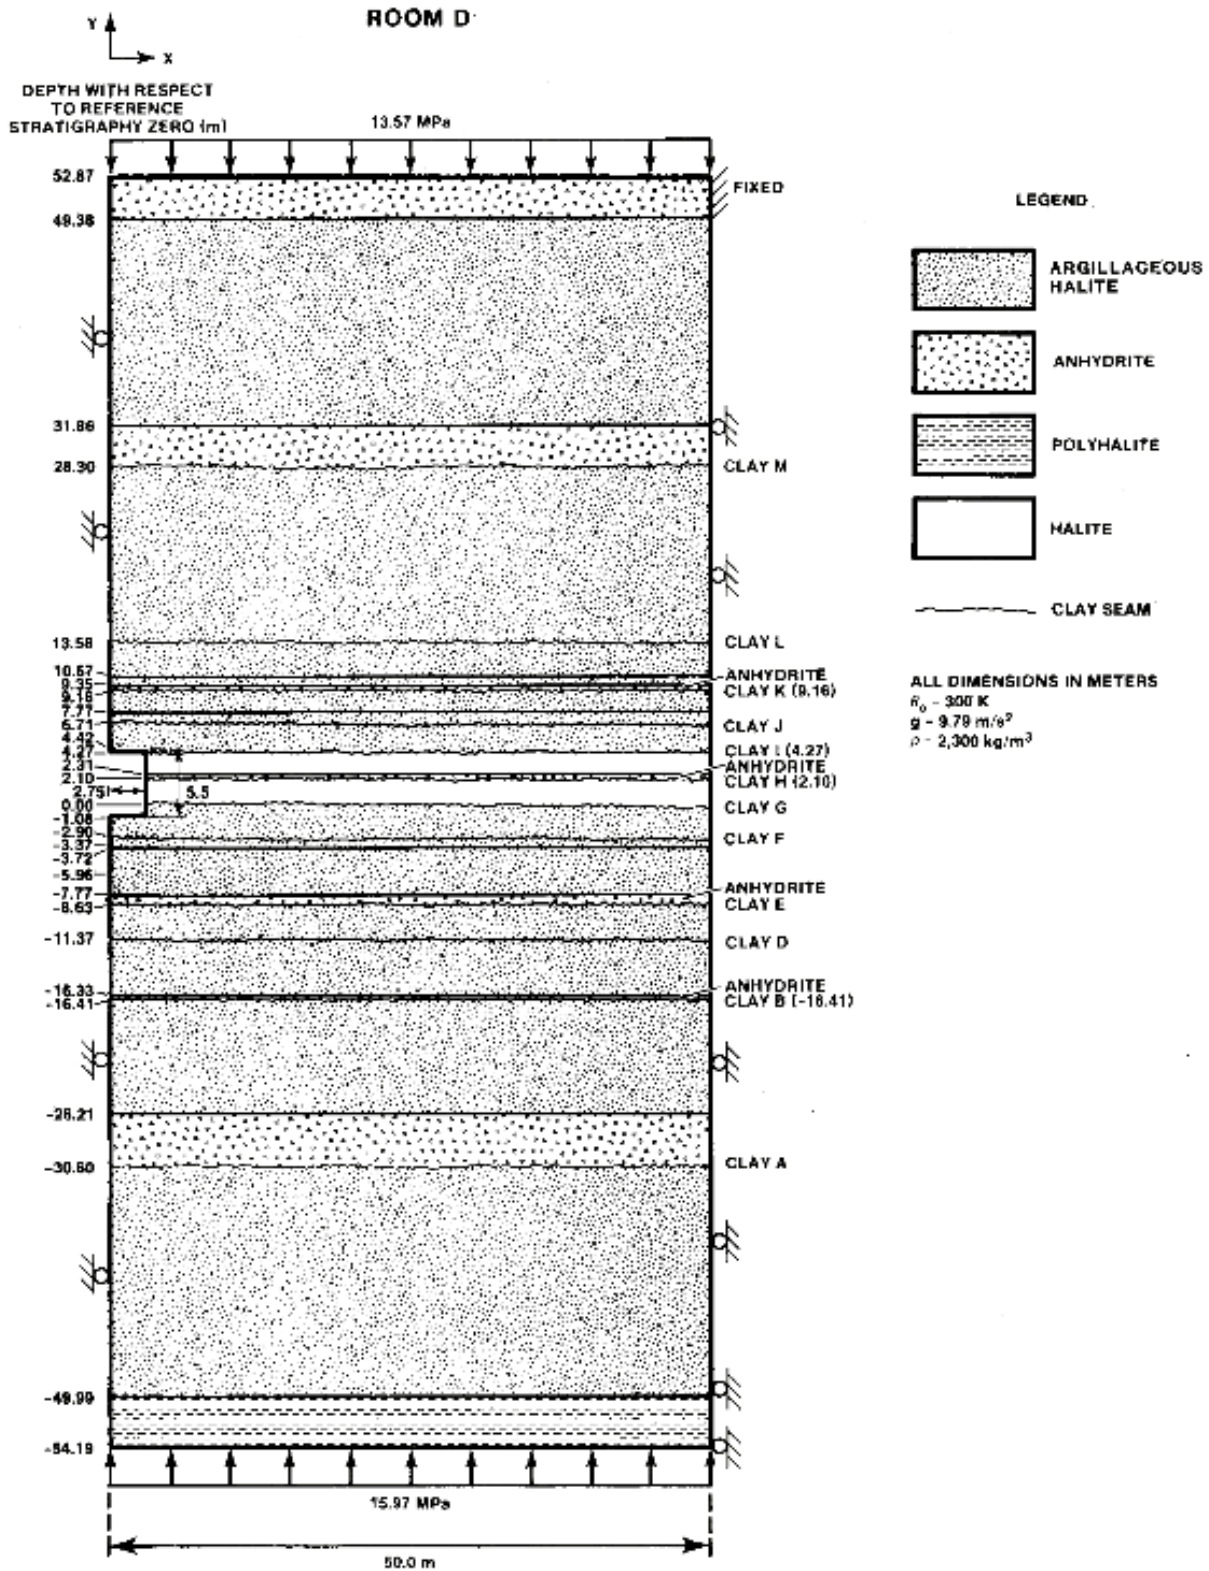 ROOM D
Y
X
DEPTH WITH RESPECT
TO REFERENCE
STRATIGRAPHY ZERO (m)
13.57 MPa
52.87
FIXED
49.38
31.86
28.30
CLAY M
13.58
CLAY L
10.57
ANHYDRITE
9.35
CLAY K (9.16)
9.16
7.77
6.71
CLAY J
4.42
4.27
CLAY I (4.27)
2.31
ANHYDRITE
2.10
CLAY H (2.10)
2.75
5.5
0.00
CLAY G
-1.08
-2.90
CLAY F
-3.37
-3.72
-5.96
-7.77
ANHYDRITE
-8.63
CLAY E
-11.37
CLAY D
-16.33
ANHYDRITE
-16.41
CLAY B (-16.41)
-26.21
-30.60
CLAY A
-49.99
-54.19
15.97 MPa
50.0 m
LEGEND
ARGILLAGEOUS
HALITE
ANHYDRITE
POLYHALITE
HALITE
CLAY SEAM
ALL DIMENSIONS IN METERS
- 300 K
g - 9.79 m/s²
ρ - 2,300 kg/m³